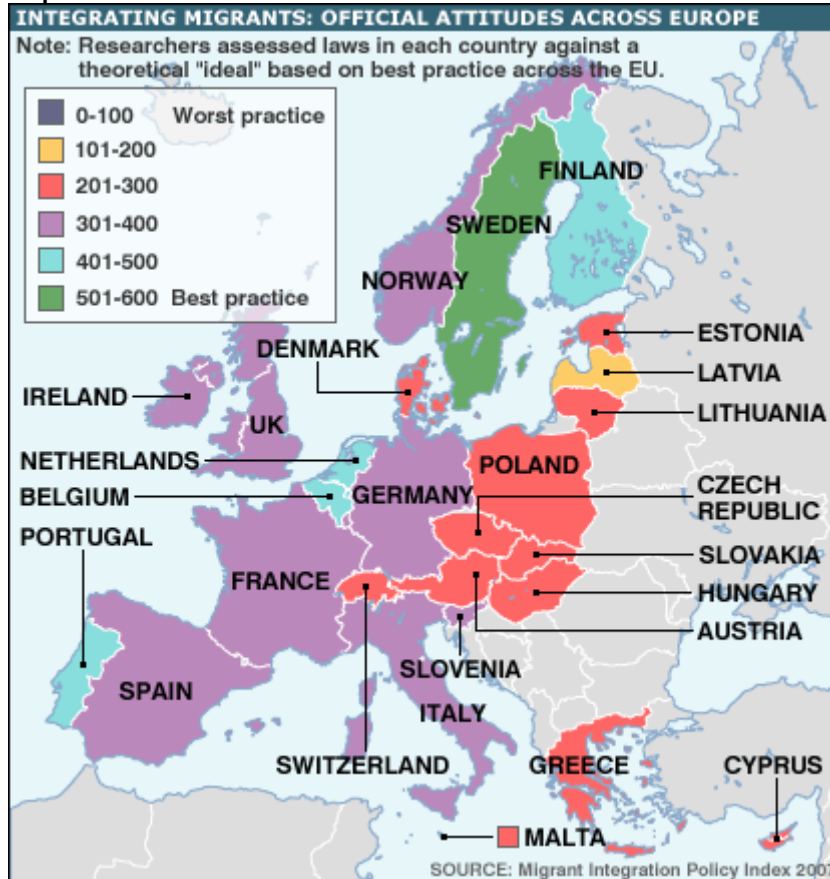 INTEGRATING MIGRANTS: OFFICIAL ATTITUDES ACROSS EUROPE
Note: Researchers assessed laws in each country against a
theoretical "ideal" based on best practice across the EU.
0-100 Worst practice
101-200
201-300
301-400
401-500
501-600 Best practice
FINLAND
SWEDEN
NORWAY
ESTONIA
DENMARK
LATVIA
IRELAND
LITHUANIA
UK
NETHERLANDS
POLAND
BELGIUM
GERMANY
CZECH
REPUBLIC
PORTUGAL
SLOVAKIA
FRANCE
HUNGARY
AUSTRIA
SLOVENIA
SPAIN
ITALY
SWITZERLAND
GREECE
CYPRUS
MALTA
SOURCE: Migrant Integration Policy Index 2007